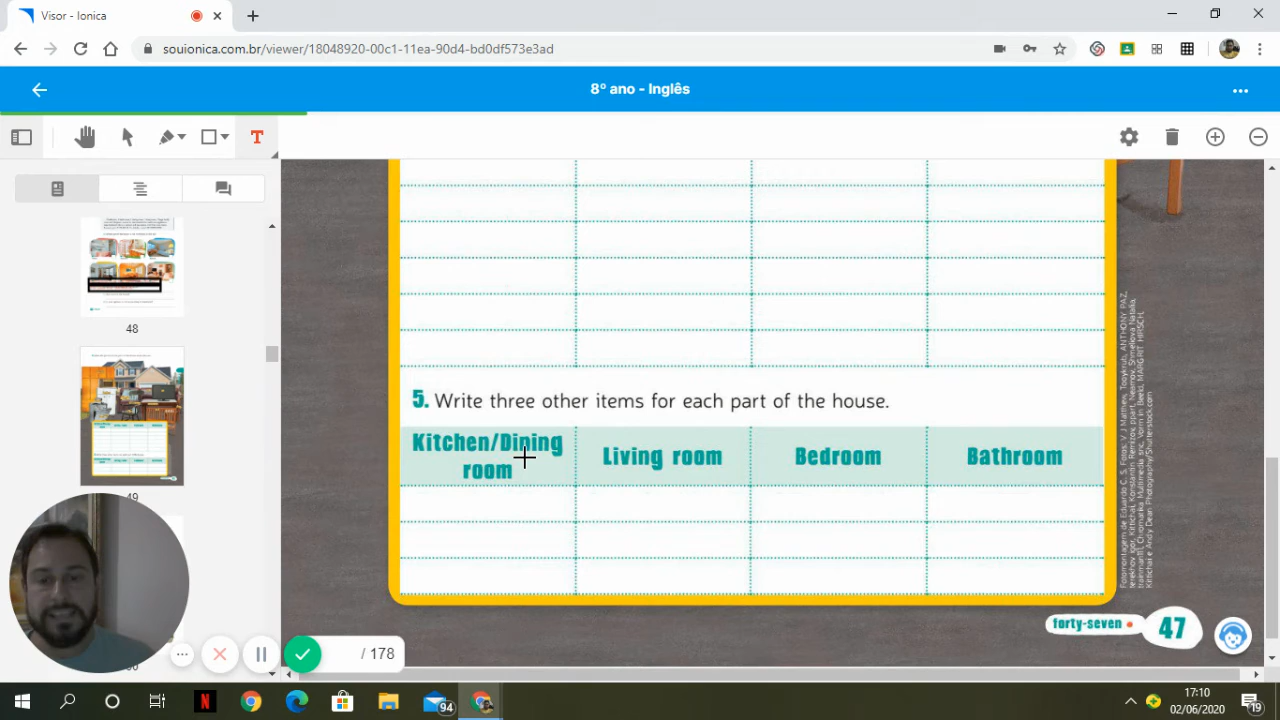 Visor - Ionica
souionica.com.br/viewer/18048920-00c1-11ea-90d4-bd0df573e3ad
8º ano - Inglês
T
48
49
5. Write three other items for each part of the house.
Kitchen/Dining room
Living room
Bedroom
Bathroom
forty-seven
47
/ 178
94
17:10
02/06/2020
19